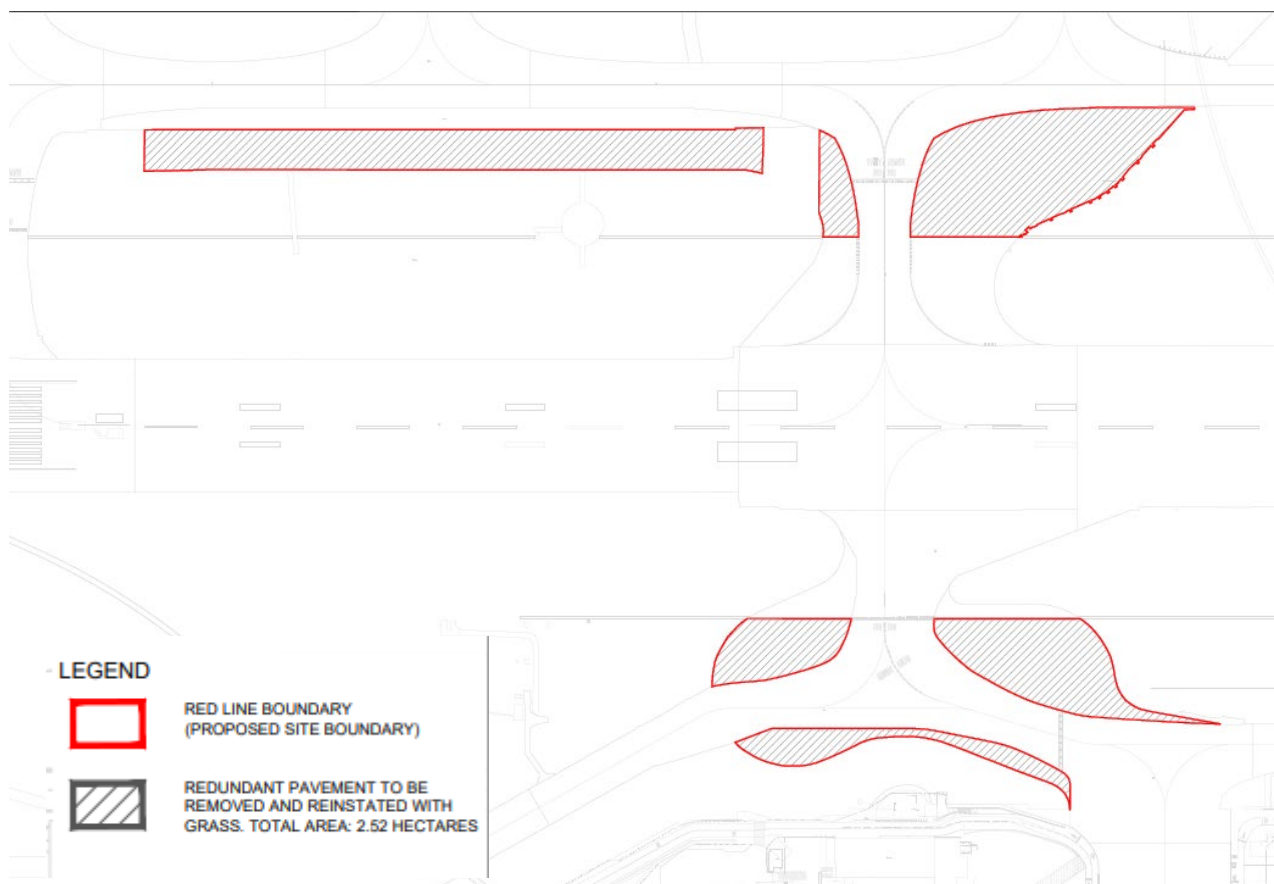 LEGEND
RED LINE BOUNDARY
(PROPOSED SITE BOUNDARY)
REDUNDANT PAVEMENT TO BE
REMOVED AND REINSTATED WITH
GRASS. TOTAL AREA: 2.52 HECTARES